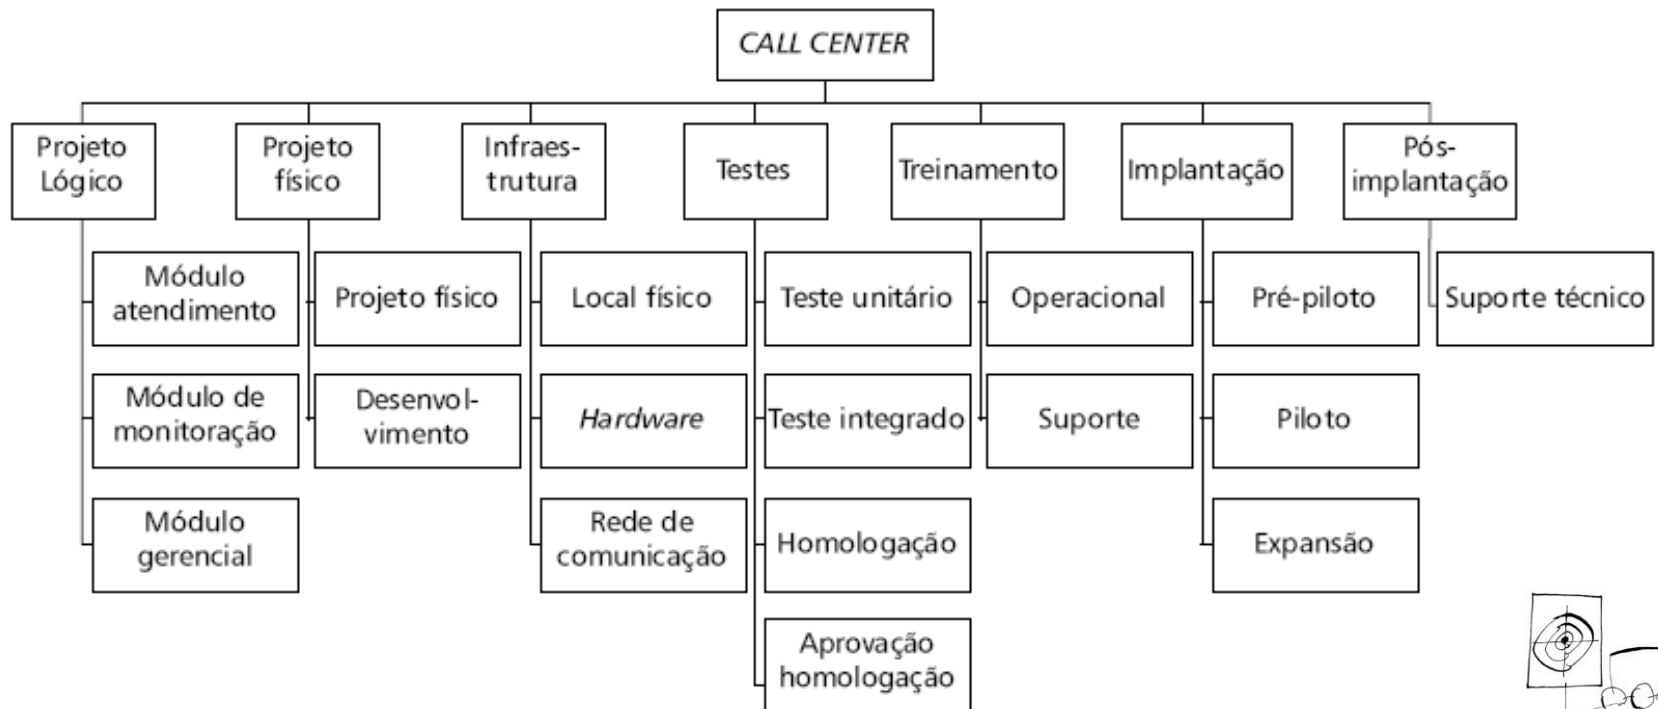 CALL CENTER
Projeto
Lógico
Projeto
físico
Infraes-
trutura
Testes
Treinamento
Implantação
Pós-
implantação
Módulo
atendimento
Projeto físico
Local físico
Teste unitário
Operacional
Pré-piloto
Suporte técnico
Módulo de
monitoração
Desenvol-
vimento
Hardware
Teste integrado
Suporte
Piloto
Módulo
gerencial
Rede de
comunicação
Homologação
Expansão
Aprovação
homologação